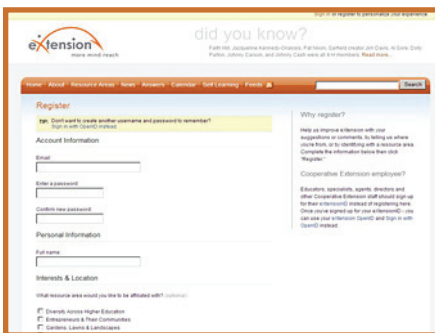 Sign in or register to personalize your experience
eXtension
more mind reach
did you know?
Faith Hill, Jacqueline Kennedy Onassis, Pat Nixon, Garfield creator Jim Davis, Al Gore, Dolly
Parton, Johnny Carson, and Johnny Cash were all 4-H members. Read more...
Home About Resource Areas News Answers Calendar Self Learning Feeds
Search
Register
TIP: Don't want to create another username and password to remember?
Sign in with OpenID instead
Account Information
Email
Enter a password
Confirm new password
Personal Information
Full name
Interests & Location
What resource area would you like to be affiliated with? (optional)
Diversity Across Higher Education
Entrepreneurs & Their Communities
Gardens, Lawns & Landscapes
Why register?
Help us improve eXtension with your
suggestions or comments, by telling us where
you're from, or by identifying with a resource area.
Complete the information below then click
"Register."
Cooperative Extension employee?
Educators, specialists, agents, directors and
other Cooperative Extension staff should sign up
for their eXtensionID instead of registering here.
Once you've signed up for your eXtensionID - you
can use your eXtension OpenID and Sign in with
OpenID instead.